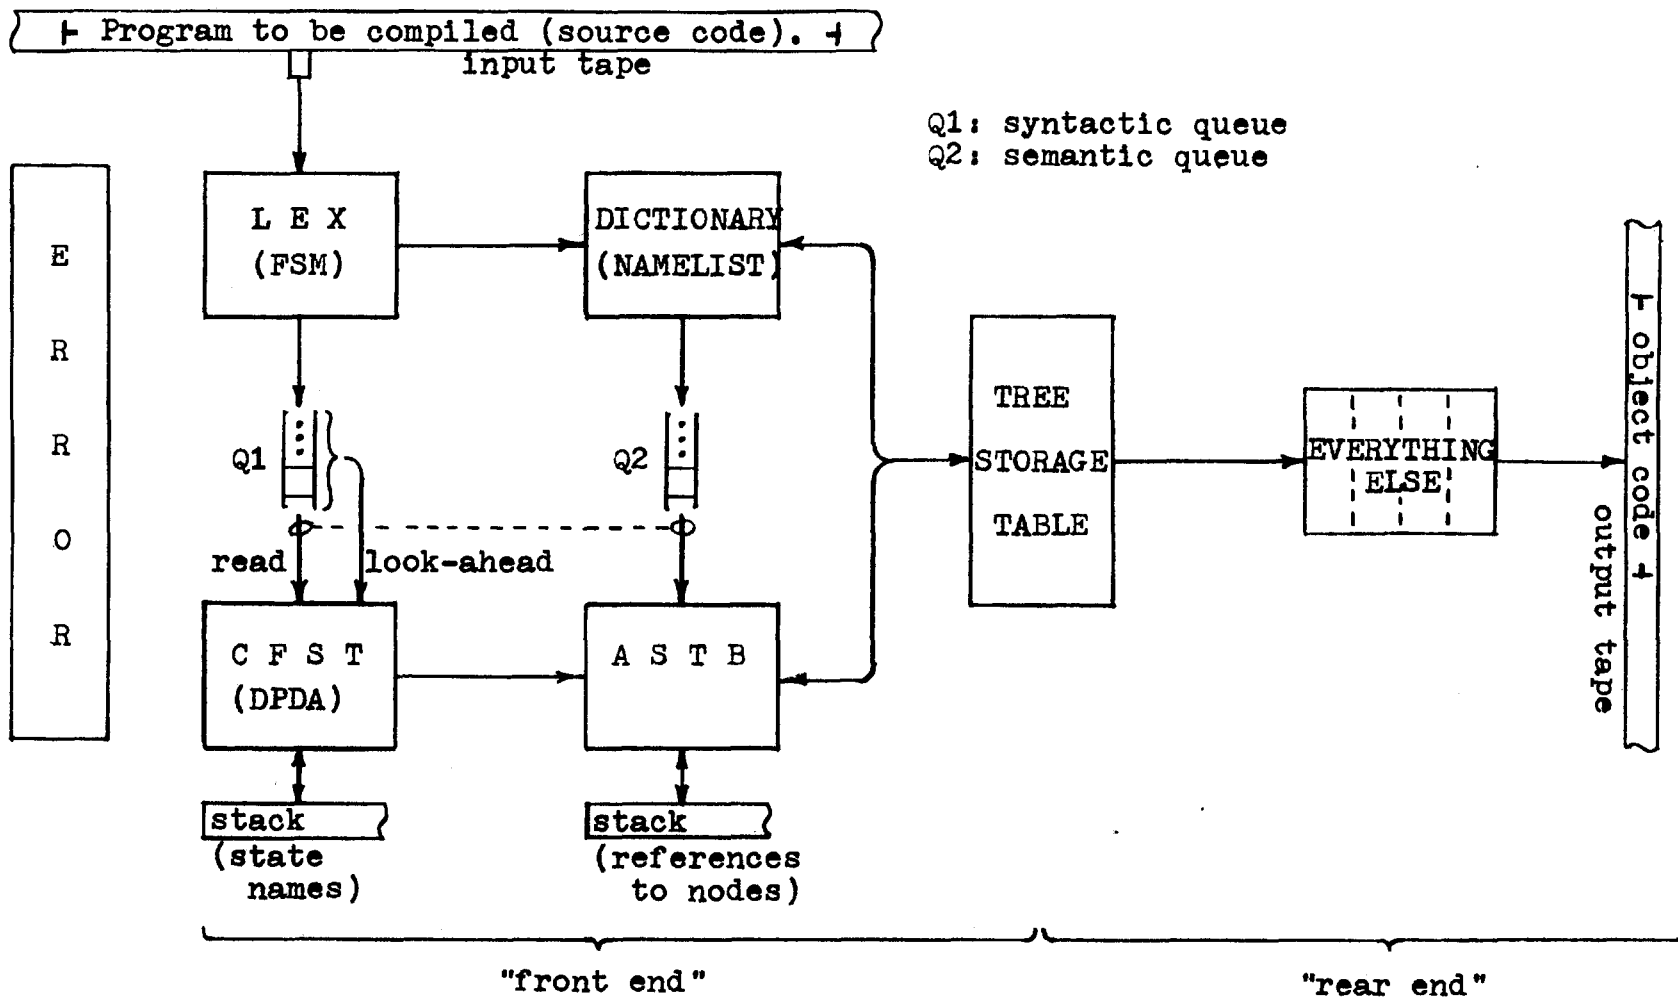 ⊢ Program to be compiled (source code). ⊣
input tape
Q1: syntactic queue
Q2: semantic queue
E
R
R
O
R
L E X
(FSM)
DICTIONARY
(NAMELIST)
Q1
Q2
read
look-ahead
C F S T
(DPDA)
A S T B
stack
(state
names)
stack
(references
to nodes)
TREE
STORAGE
TABLE
EVERYTHING
ELSE
⊢ object code ⊣
output tape
"front end"
"rear end"